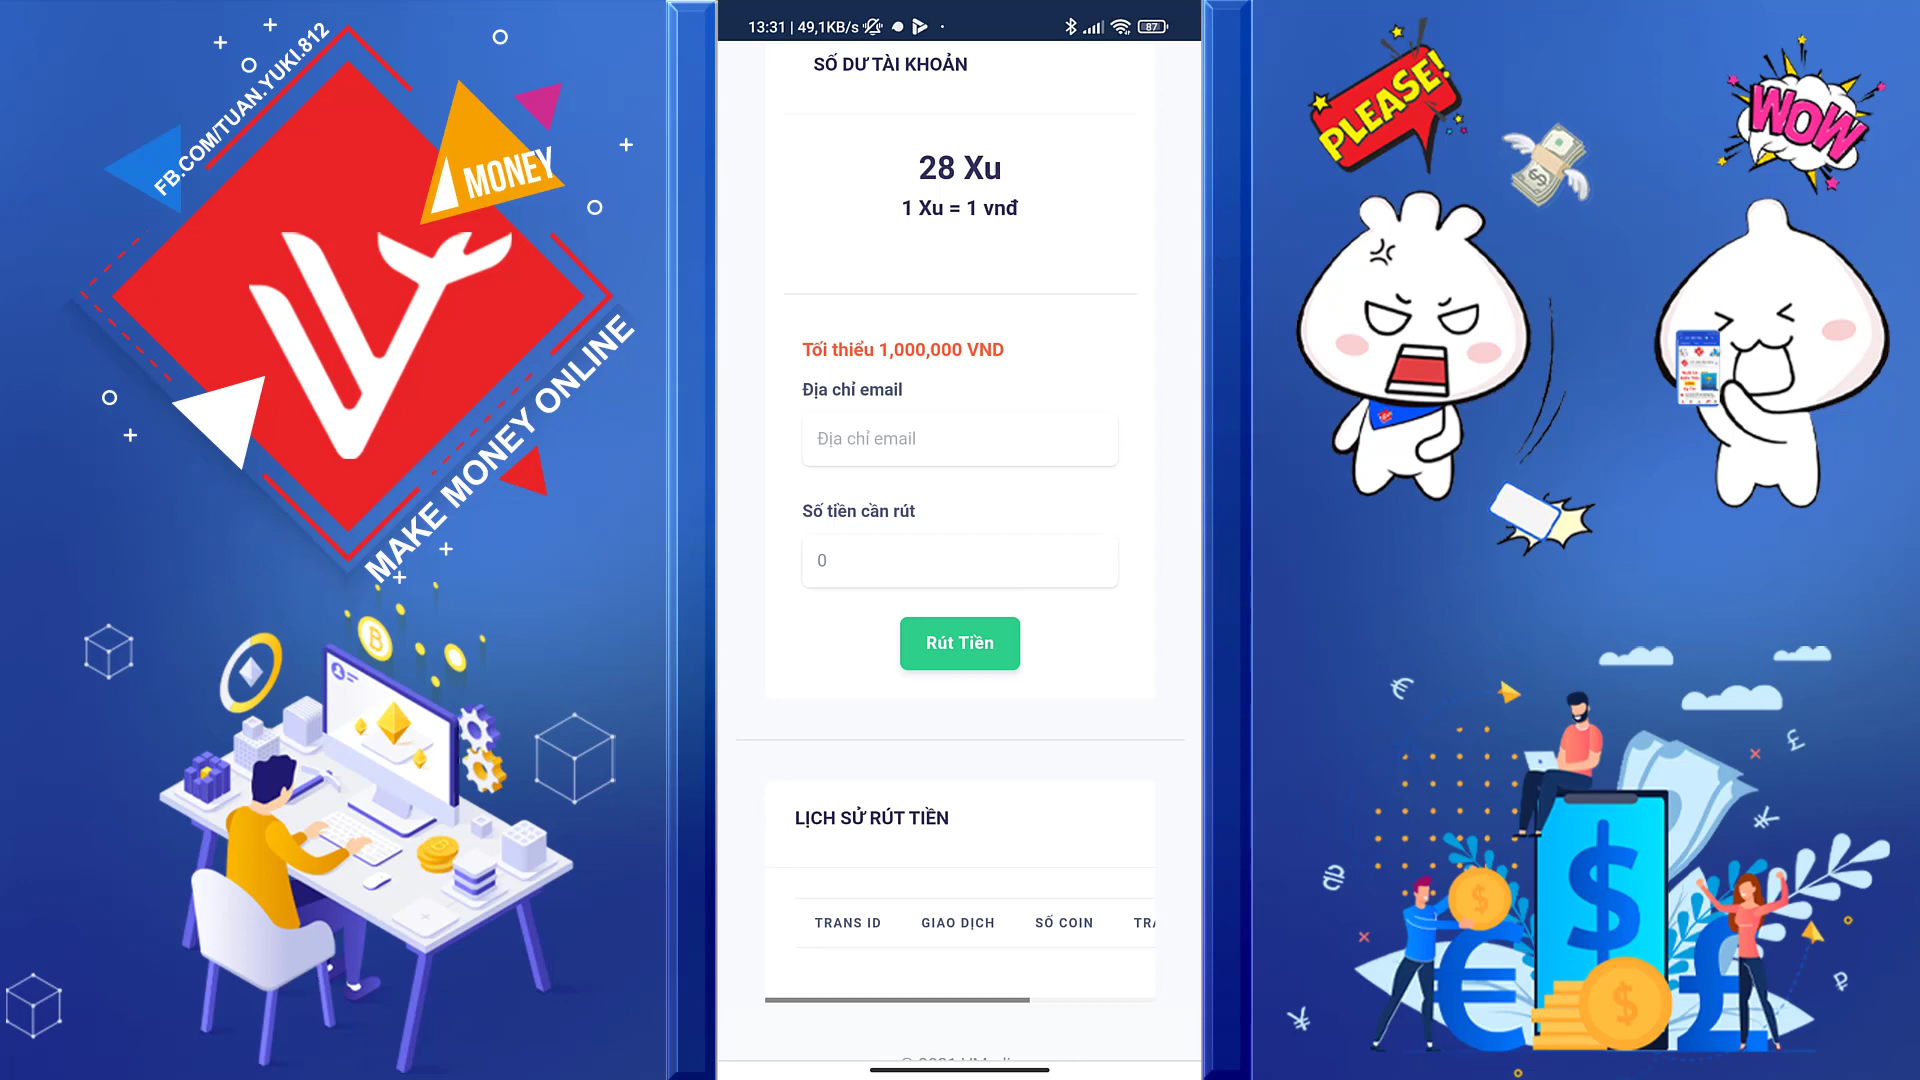 FB.COM/TUAN.YUKI.812
MONEY
MAKE MONEY ONLINE
13:31 | 49,1KB/s
87
SỐ DƯ TÀI KHOẢN
28 Xu
1 Xu = 1 vnđ
Tối thiểu 1,000,000 VND
Địa chỉ email
Địa chỉ email
Số tiền cần rút
0
Rút Tiền
LỊCH SỬ RÚT TIỀN
TRANS ID GIAO DỊCH SỐ COIN
PLEASE!
WOW